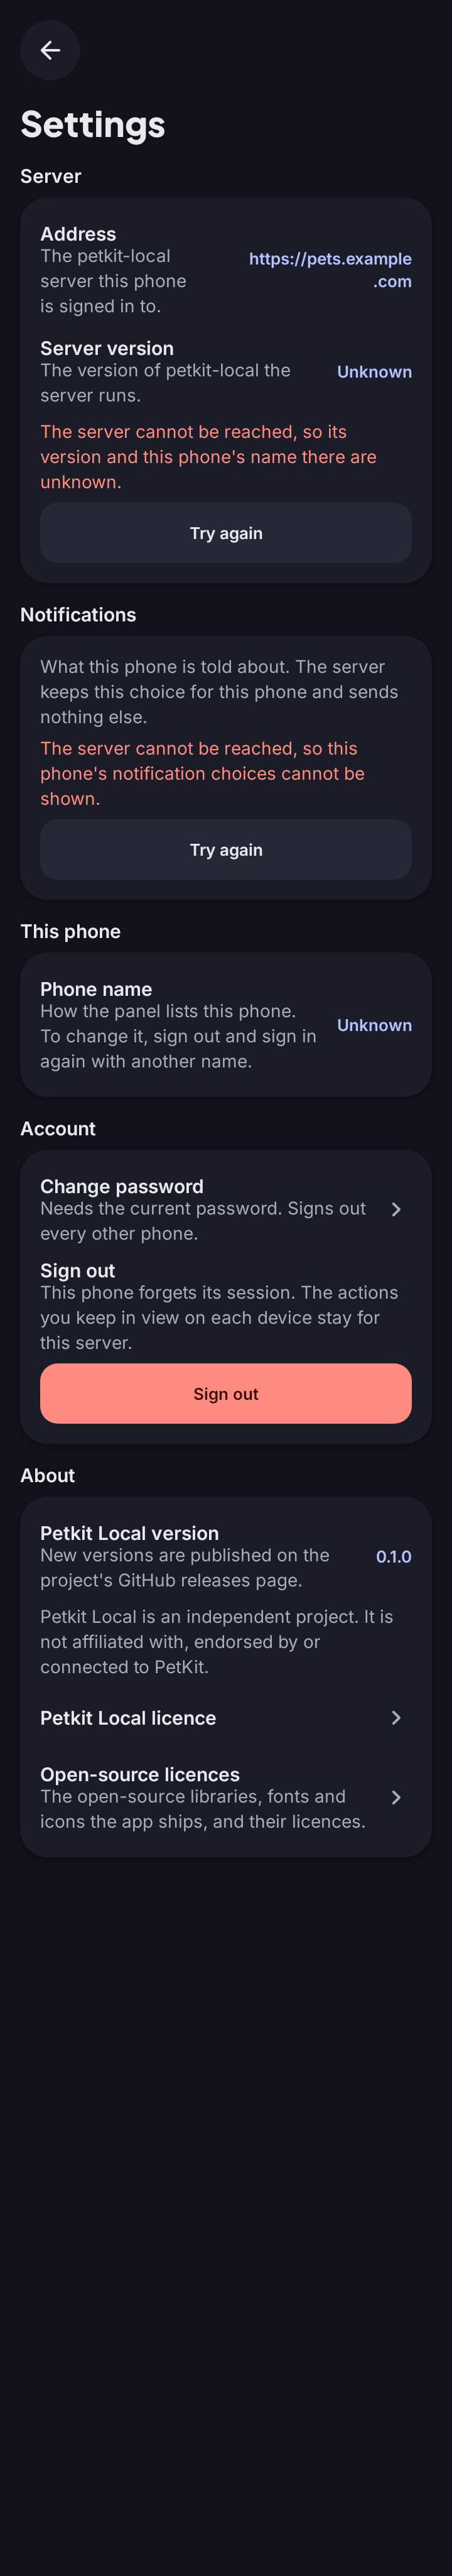 Settings
Server
Address
The petkit-local
server this phone
is signed in to.
https://pets.example
.com
Server version
The version of petkit-local the
server runs.
Unknown
The server cannot be reached, so its
version and this phone's name there are
unknown.
Try again
Notifications
What this phone is told about. The server
keeps this choice for this phone and sends
nothing else.
The server cannot be reached, so this
phone's notification choices cannot be
shown.
Try again
This phone
Phone name
How the panel lists this phone.
To change it, sign out and sign in
again with another name.
Unknown
Account
Change password
Needs the current password. Signs out
every other phone.
Sign out
This phone forgets its session. The actions
you keep in view on each device stay for
this server.
Sign out
About
Petkit Local version
New versions are published on the
project's GitHub releases page.
0.1.0
Petkit Local is an independent project. It is
not affiliated with, endorsed by or
connected to PetKit.
Petkit Local licence
Open-source licences
The open-source libraries, fonts and
icons the app ships, and their licences.